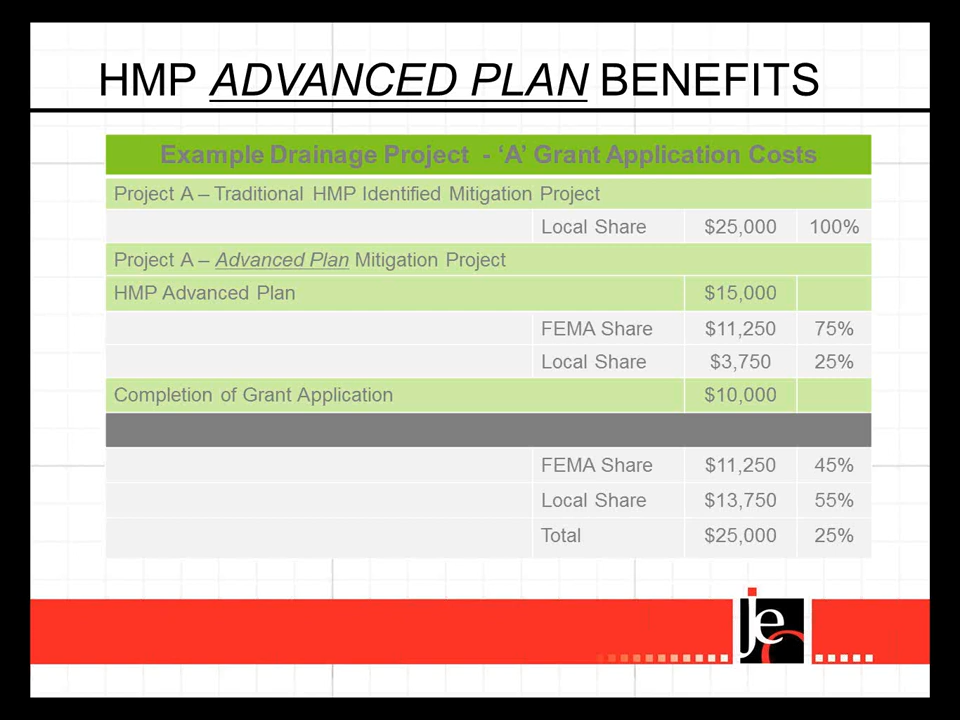 HMP ADVANCED PLAN BENEFITS
Example Drainage Project - ‘A’ Grant Application Costs
Project A – Traditional HMP Identified Mitigation Project
Local Share $25,000 100%
Project A – Advanced Plan Mitigation Project
HMP Advanced Plan $15,000
FEMA Share $11,250 75%
Local Share $3,750 25%
Completion of Grant Application $10,000
FEMA Share $11,250 45%
Local Share $13,750 55%
Total $25,000 25%
jeo